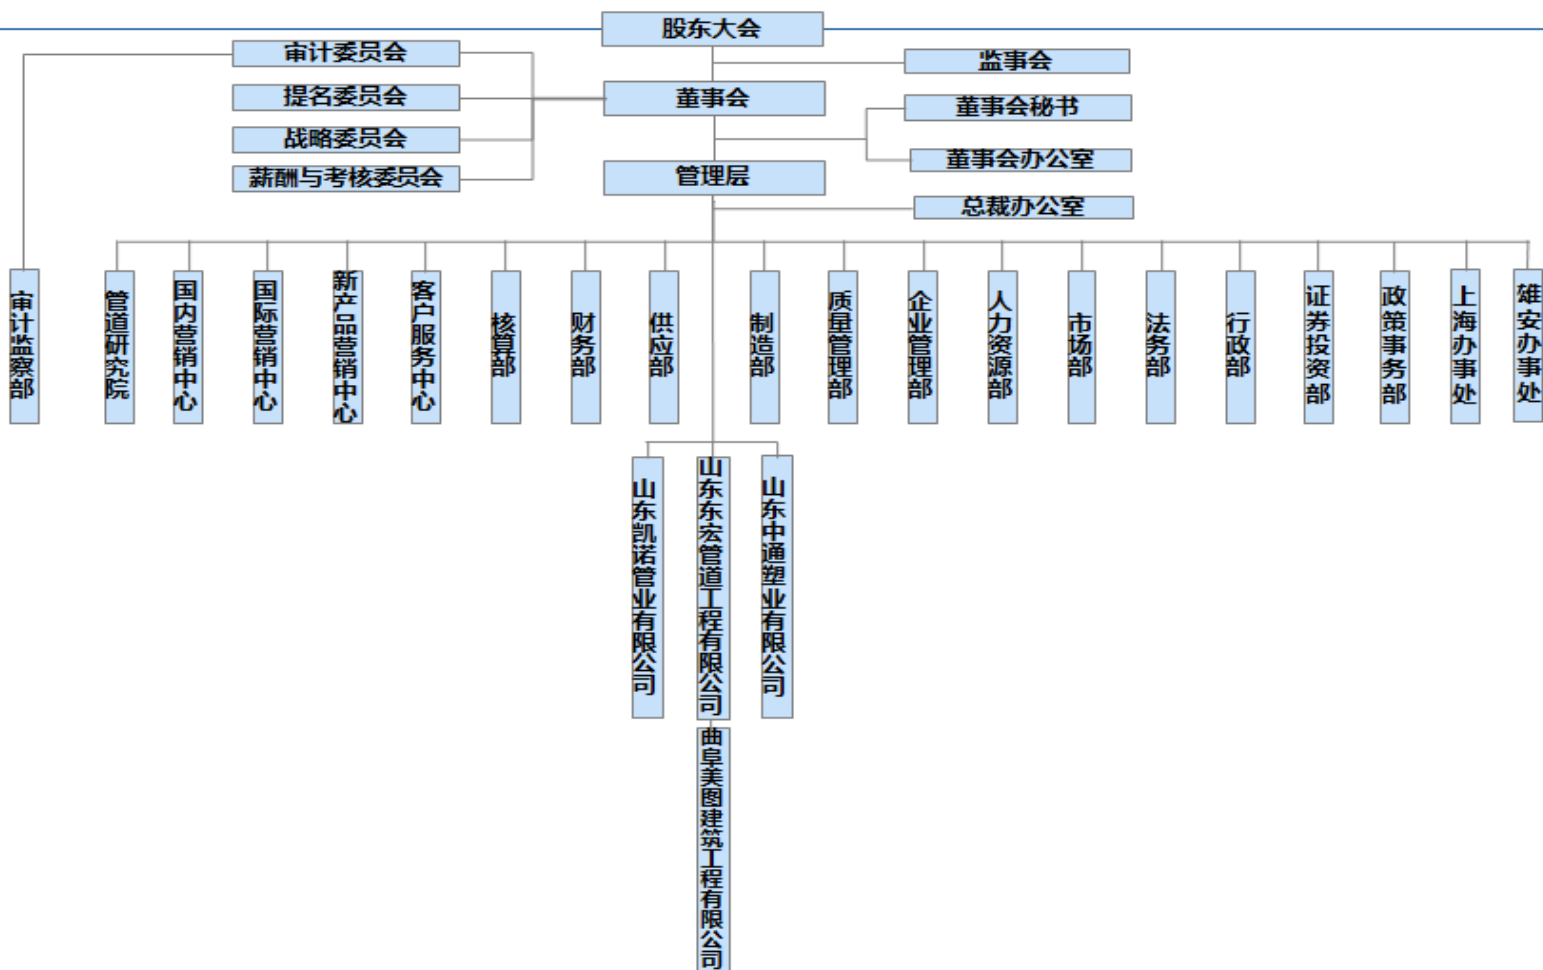 股东大会
审计委员会
监事会
提名委员会
董事会
董事会秘书
战略委员会
董事会办公室
薪酬与考核委员会
管理层
总裁办公室
审计监察部
管道研究院
国内营销中心
国际营销中心
新产品营销中心
客户服务中心
核算部
财务部
供应部
制造部
质量管理部
企业管理部
人力资源部
市场部
法务部
行政部
证券投资部
政策事务部
上海办事处
雄安办事处
山东凯诺管业有限公司
山东东宏管道工程有限公司
山东中通塑业有限公司
曲阜美图建筑工程有限公司